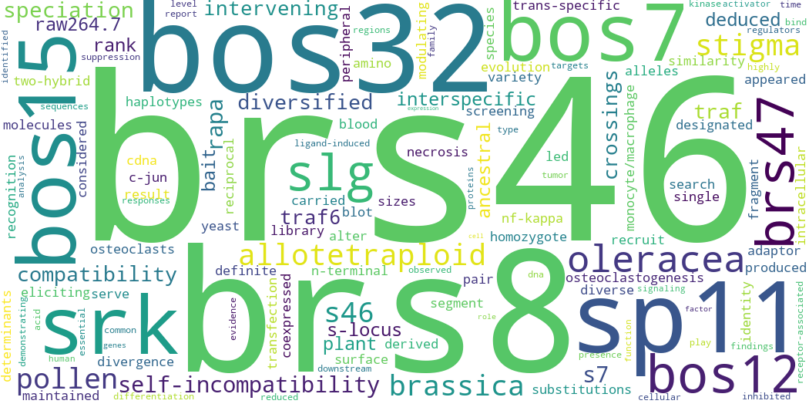 identified
speciation
level
report
raw264.7
rank
suppression
two-hybrid
sequences
molecules
bos15
considered
recognition
analysis
haplotypes
cdna
c-jun
result
responses
osteoclasts
intervening
bos32
peripheral
regions
amino
modulating
family
species
trans-specific
bos7
kinase
activator
time
deduced
regulators
bind
stigma
similarity
highly
targets
evolution
variety
alleles
appeared
brs46
rapa
bait
reciprocal
yeast
diversified
blood
interspecific
screening
ligand-induced
necrosis
type
led
tumor
slg
carried
sizes
traf6
blot
library
alter
proteins
ancestral
nf-kappa
homozygote
crossings
monocyte/macrophage
traf
designated
search
single
recruit
fragment
brs47
intracellular
adaptor
produced
compatibility
eliciting
serve
determinants
demonstrating
acid
essential
srk
common
genes
human
divergence
pollen
maintained
differentiation
self-incompatibility
reduced
brs8
definite
evidence
transfection
coexpressed
allotetraploid
n-terminal
observed
cell
expression
s46
s-locus
plant
derived
surface
downstream
brassica
pair
segment
role
dna
oleracea
osteoclastogenesis
diverse
signaling
sp11
factor
play
presence
function
identity
findings
receptor-associated
s7
substitutions
bos12
cellular
inhibited